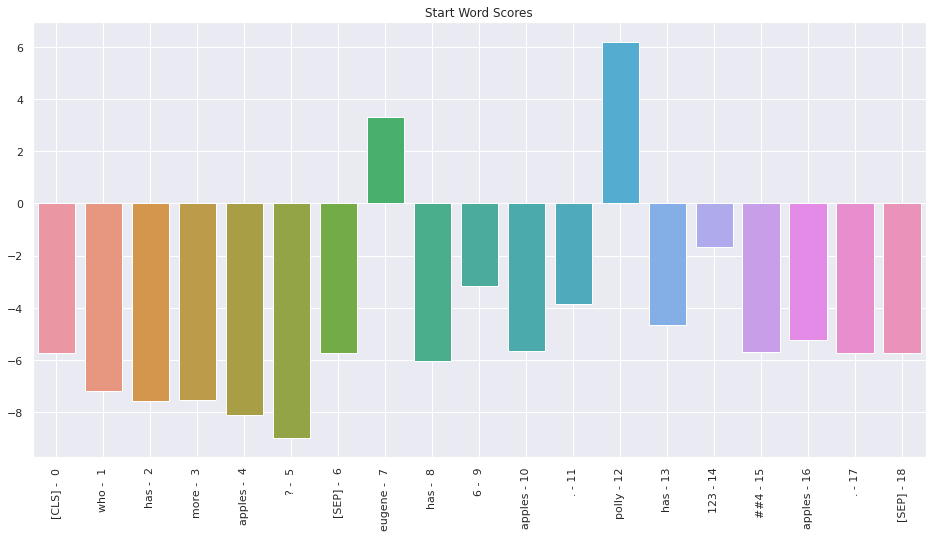 Start Word Scores
6
4
2
0
−2
−4
−6
−8
[CLS] - 0
who - 1
has - 2
more - 3
apples - 4
? - 5
[SEP] - 6
eugene - 7
has - 8
6 - 9
apples - 10
. - 11
polly - 12
has - 13
123 - 14
##4 - 15
apples - 16
. - 17
[SEP] - 18